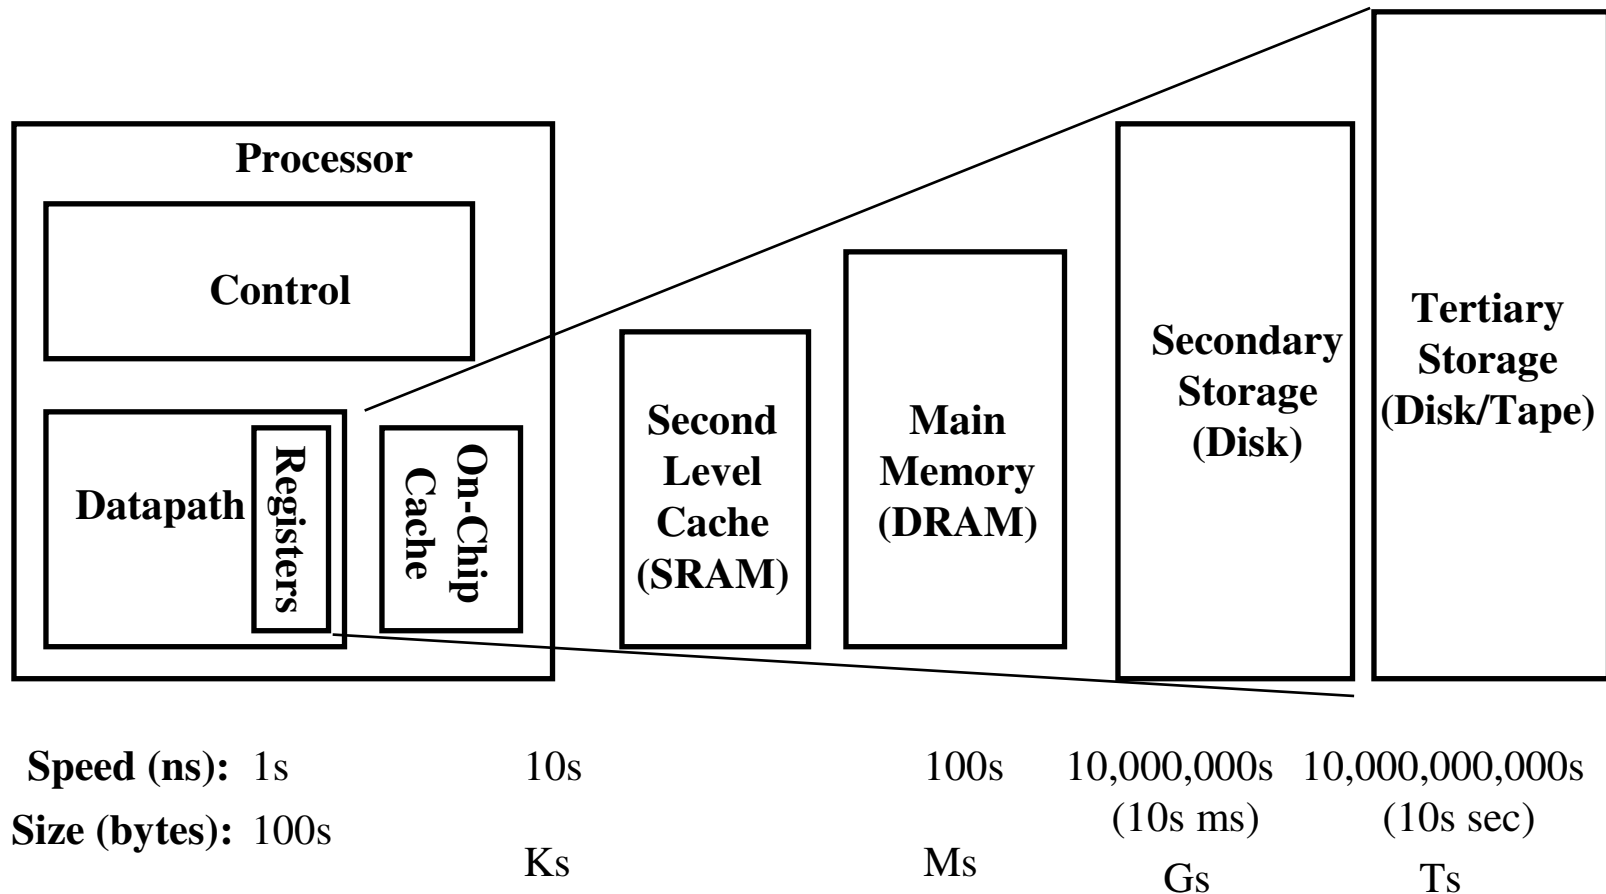 Processor
Control
Datapath
Registers
On-Chip
Cache
Second
Level
Cache
(SRAM)
Main
Memory
(DRAM)
Secondary
Storage
(Disk)
Tertiary
Storage
(Disk/Tape)
Speed (ns): 1s 10s 100s 10,000,000s 10,000,000,000s
(10s ms) (10s sec)
Size (bytes): 100s Ks Ms Gs Ts